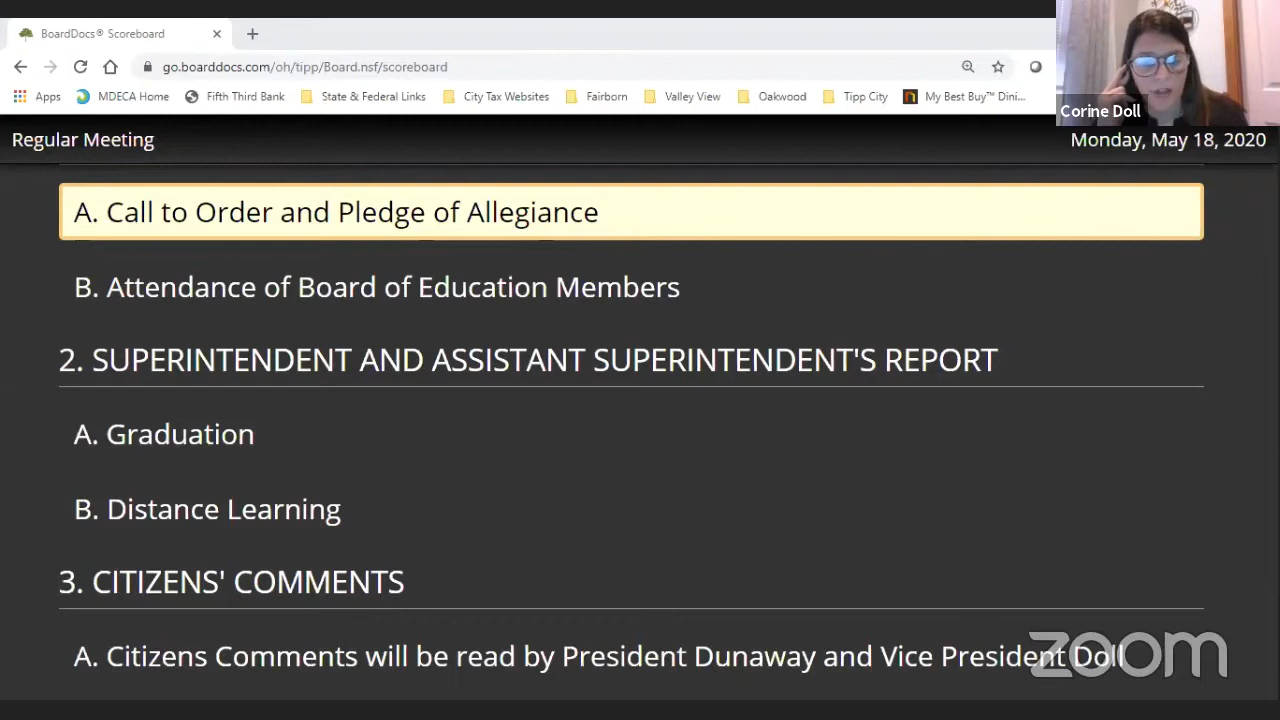 BoardDocs® Scoreboard
go.boarddocs.com/oh/tipp/Board.nsf/scoreboard
Apps MDECA Home Fifth Third Bank State & Federal Links City Tax Websites Fairborn Valley View Oakwood Tipp City My Best Buy™ Dini...
Corine Doll
Regular Meeting Monday, May 18, 2020
A. Call to Order and Pledge of Allegiance
B. Attendance of Board of Education Members
2. SUPERINTENDENT AND ASSISTANT SUPERINTENDENT'S REPORT
A. Graduation
B. Distance Learning
3. CITIZENS' COMMENTS
A. Citizens Comments will be read by President Dunaway and Vice President Doll
zoom